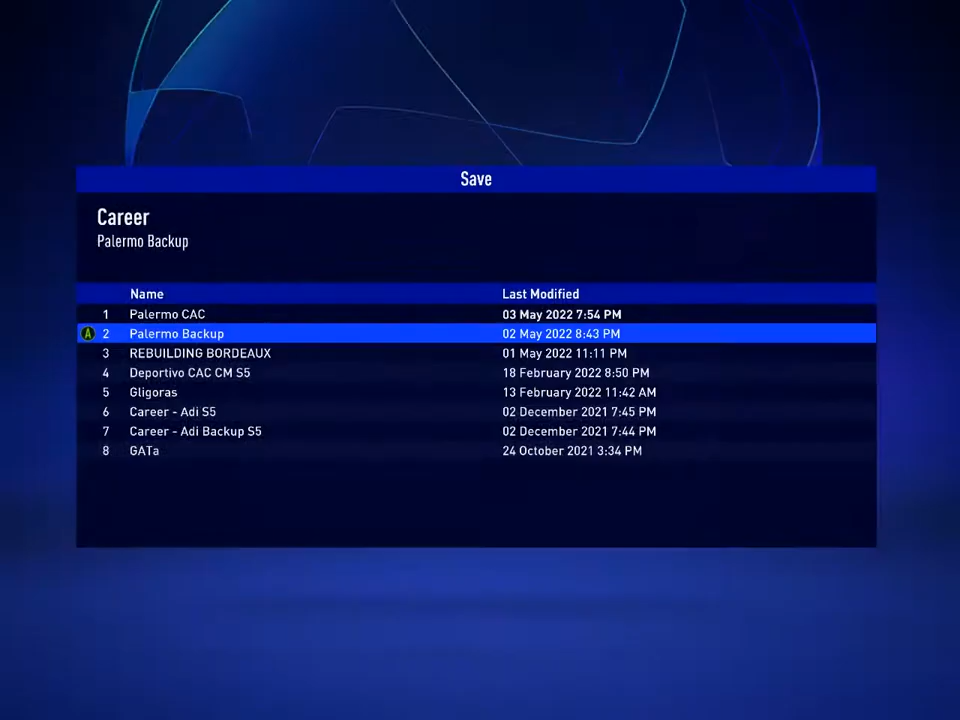 Save
Career
Palermo Backup
Name Last Modified
1 Palermo CAC 03 May 2022 7:54 PM
A 2 Palermo Backup 02 May 2022 8:43 PM
3 REBUILDING BORDEAUX 01 May 2022 11:11 PM
4 Deportivo CAC CM S5 18 February 2022 8:50 PM
5 Gligoras 13 February 2022 11:42 AM
6 Career - Adi S5 02 December 2021 7:45 PM
7 Career - Adi Backup S5 02 December 2021 7:44 PM
8 GATa 24 October 2021 3:34 PM